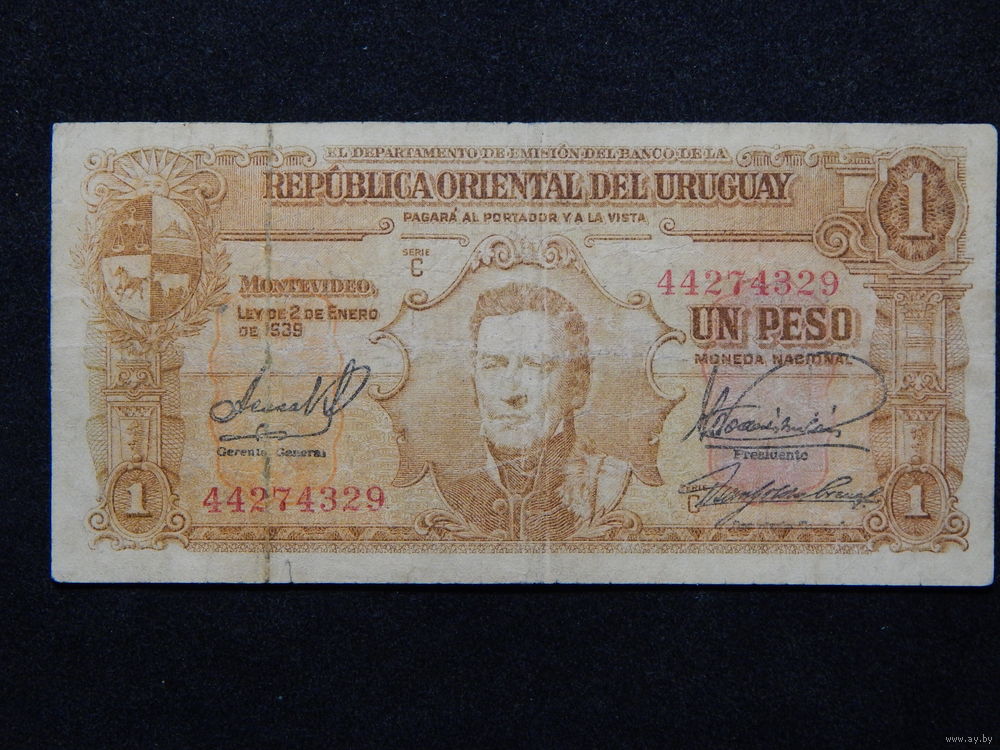 EL DEPARTAMENTO DE EMISIÓN DEL BANCO DE LA
REPÚBLICA ORIENTAL DEL URUGUAY
PAGARÁ AL PORTADOR Y A LA VISTA
1
SERIE
C
44274329
MONTEVIDEO,
LEY DE 2 DE ENERO
DE 1939
UN PESO
MONEDA NACIONAL
Gerente General
Presidente
44274329
SERIE
C
1
1
www.ay.by